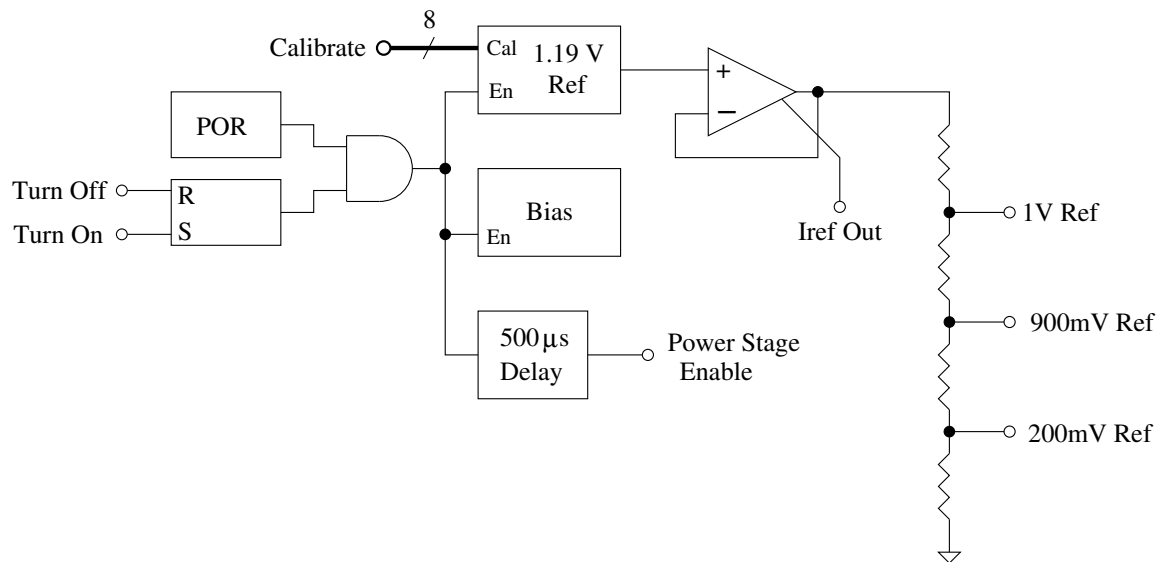 8
Calibrate
Cal
1.19 V
Ref
En
+
−
POR
Turn Off
R
Turn On
S
Bias
En
Iref Out
1V Ref
900mV Ref
200mV Ref
500µs
Delay
Power Stage
Enable